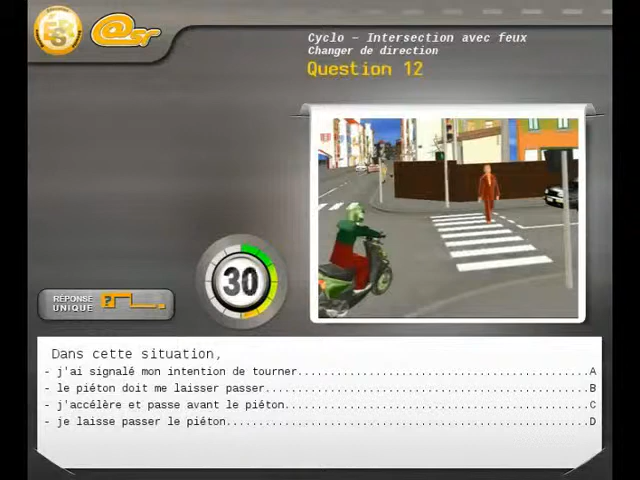 @sr
Cyclo - Intersection avec feux
Changer de direction
Question 12
30
RÉPONSE
UNIQUE
?
Dans cette situation,
- j'ai signalé mon intention de tourner.......................................A
- le piéton doit me laisser passer............................................B
- j'accélère et passe avant le piéton.........................................C
- je laisse passer le piéton..................................................D